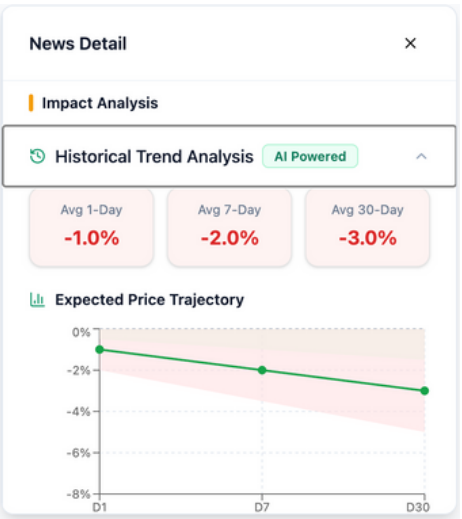 News Detail ×
Impact Analysis
Historical Trend Analysis AI Powered
Avg 1-Day Avg 7-Day Avg 30-Day
-1.0% -2.0% -3.0%
Expected Price Trajectory
0%
-2%
-4%
-6%
-8%
D1 D7 D30